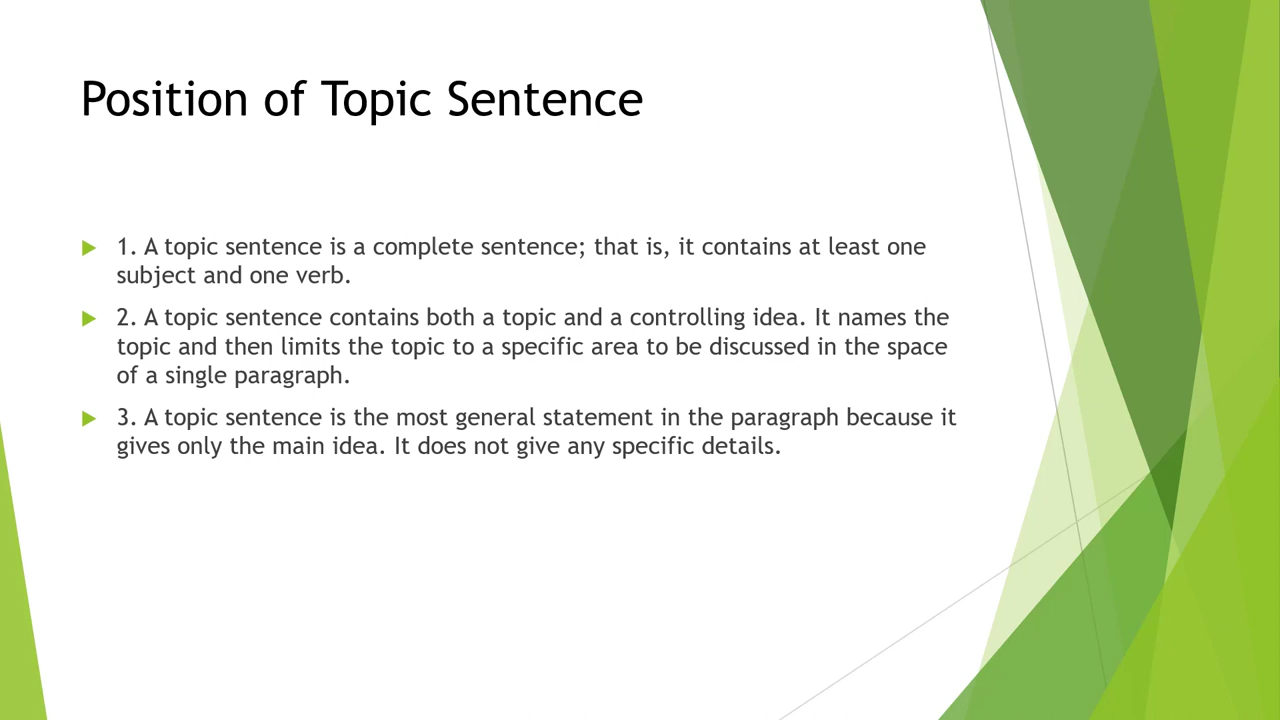 Position of Topic Sentence
1. A topic sentence is a complete sentence; that is, it contains at least one
subject and one verb.
2. A topic sentence contains both a topic and a controlling idea. It names the
topic and then limits the topic to a specific area to be discussed in the space
of a single paragraph.
3. A topic sentence is the most general statement in the paragraph because it
gives only the main idea. It does not give any specific details.